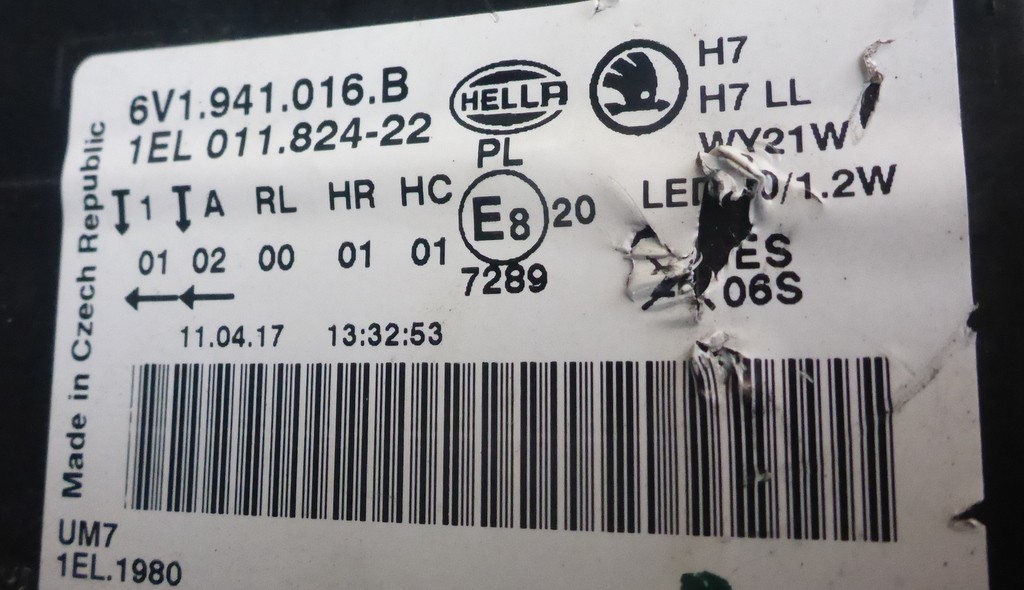 6V1.941.016.B
1EL 011.824-22
HELLA
H7
H7 LL
WY21W
PL
1 A RL HR HC
E8 20
01 02 00 01 01
7289
06S
11.04.17 13:32:53
Made in Czech Republic
UM7
1EL.1980